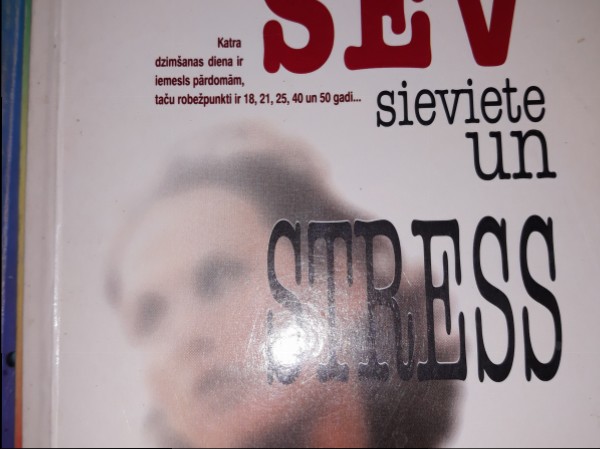 SEV
Katra
dzimšanas diena ir
iemesls pārdomām,
taču robežpunkti ir 18, 21, 25, 40 un 50 gadi...
sieviete
un
STRESS